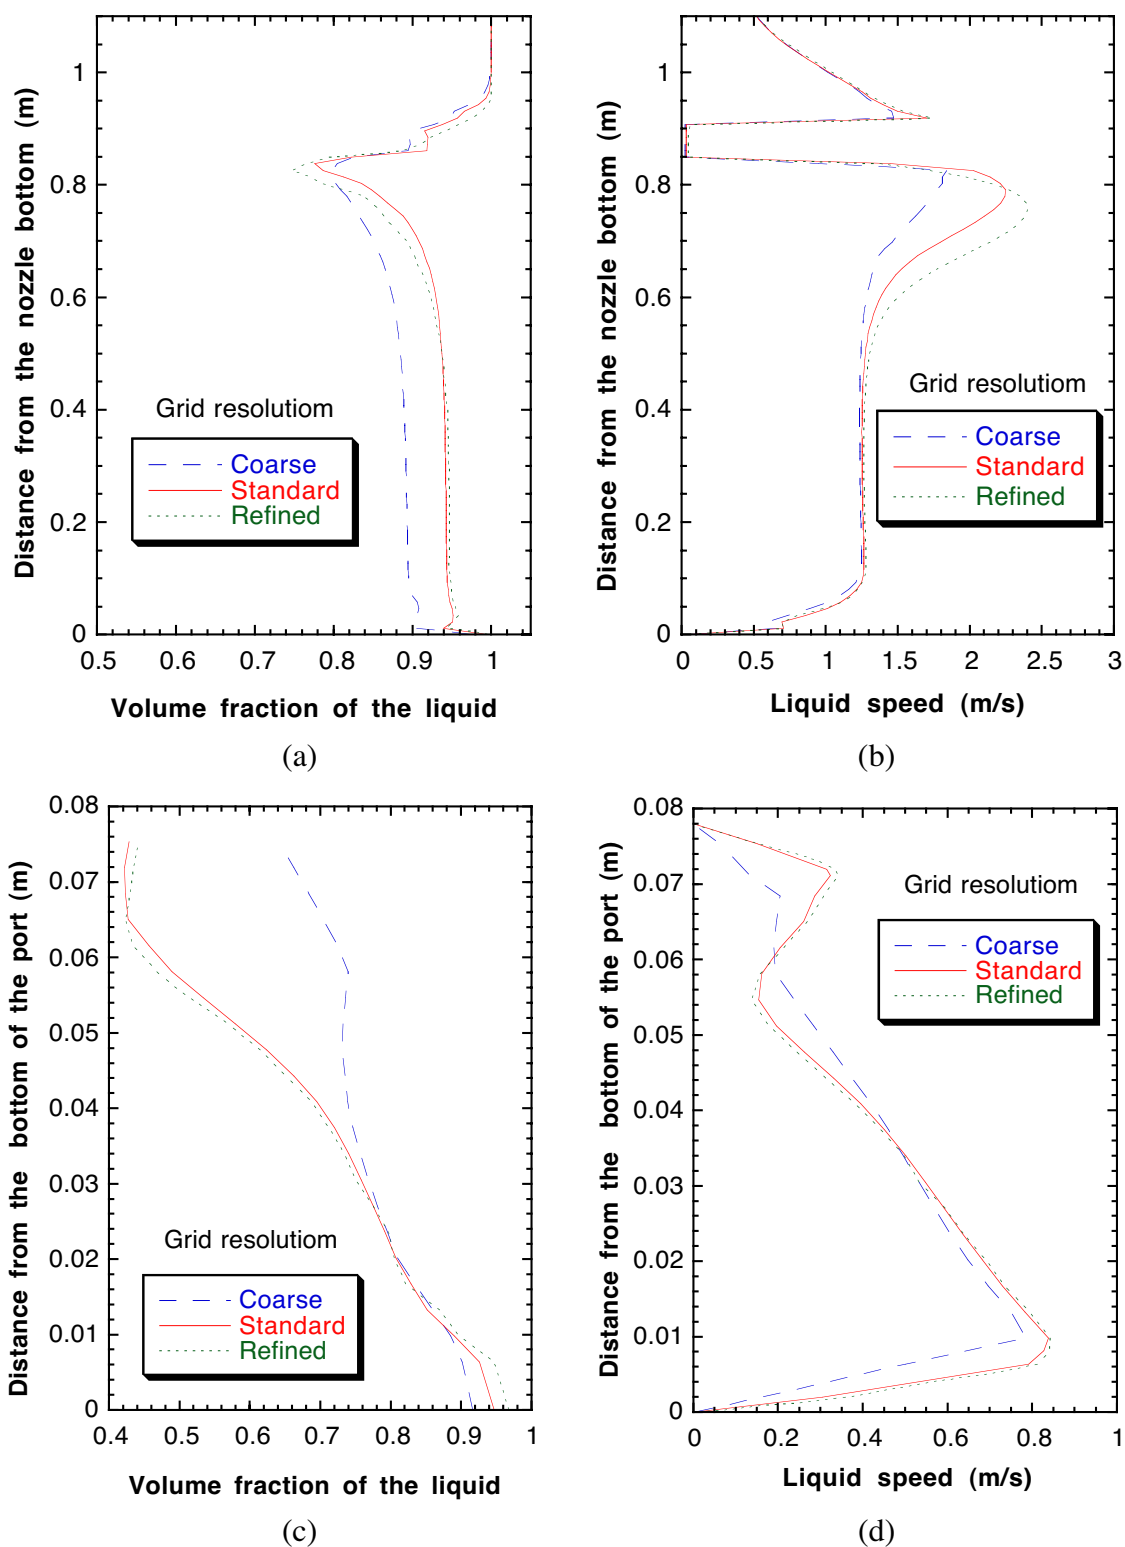 Distance from the nozzle bottom (m)
1
0.8
0.6
0.4
0.2
0
0.5 0.6 0.7 0.8 0.9 1
Grid resolutiom
Coarse
Standard
Refined
Volume fraction of the liquid
(a)
Distance from the nozzle bottom (m)
1
0.8
0.6
0.4
0.2
0
0 0.5 1 1.5 2 2.5 3
Grid resolutiom
Coarse
Standard
Refined
Liquid speed (m/s)
(b)
Distance from the bottom of the port (m)
0.08
0.07
0.06
0.05
0.04
0.03
0.02
0.01
0
0.4 0.5 0.6 0.7 0.8 0.9 1
Grid resolutiom
Coarse
Standard
Refined
Volume fraction of the liquid
(c)
Distance from the bottom of the port (m)
0.08
0.07
0.06
0.05
0.04
0.03
0.02
0.01
0
0 0.2 0.4 0.6 0.8 1
Grid resolutiom
Coarse
Standard
Refined
Liquid speed (m/s)
(d)